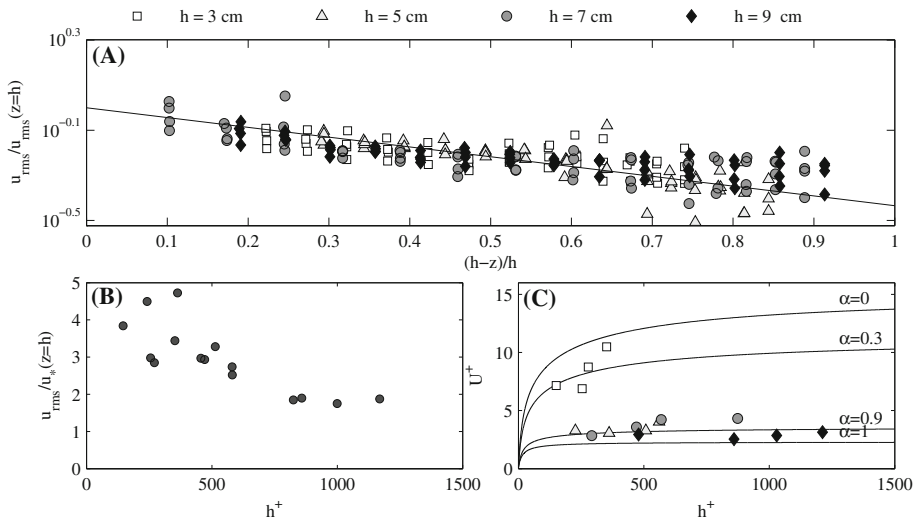 h = 3 cm h = 5 cm h = 7 cm h = 9 cm
(A)
10^0.3
10^−0.1
10^−0.5
u_rms/u_rms(z=h)
0 0.1 0.2 0.3 0.4 0.5 0.6 0.7 0.8 0.9 1
(h−z)/h
(B)
5
4
3
2
1
0
u_rms/u_*(z=h)
0 500 1000 1500
h^+
(C)
15
10
5
0
U^+
α=0
α=0.3
α=0.9
α=1
0 500 1000 1500
h^+